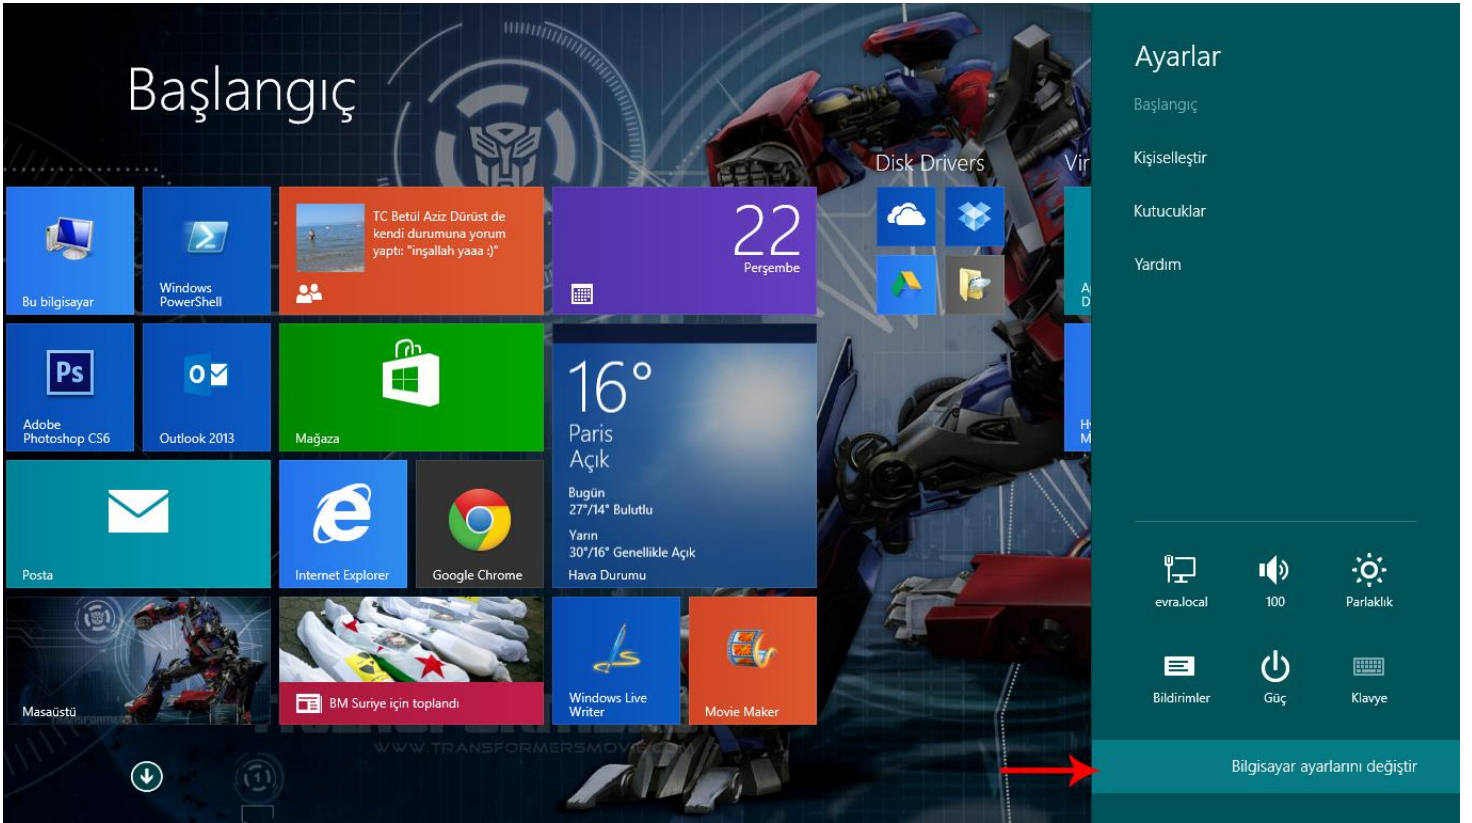 Başlangıç
Bu bilgisayar
Windows
PowerShell
TC Betül Aziz Dürüst de
kendi durumuna yorum
yaptı: "inşallah yaaa :)"
22
Perşembe
Disk Drivers
Vir
A
D
Ps
Adobe
Photoshop CS6
Outlook 2013
Mağaza
16°
Paris
Açık
Bugün
27°/14° Bulutlu
Yarın
30°/16° Genellikle Açık
Hava Durumu
H
M
Posta
Internet Explorer
Google Chrome
Masaüstü
BM Suriye için toplandı
Windows Live
Writer
Movie Maker
WWW.TRANSFORMERSMOVIE.COM
Ayarlar
Başlangıç
Kişiselleştir
Kutucuklar
Yardım
evra.local
100
Parlaklık
Bildirimler
Güç
Klavye
Bilgisayar ayarlarını değiştir